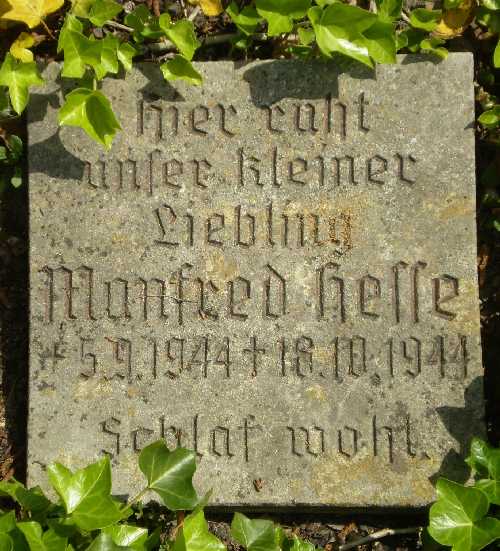 Hier ruht
unser kleiner
Liebling
Manfred Hesse
* 5.9.1944 † 18.10.1944
Schlaf wohl.